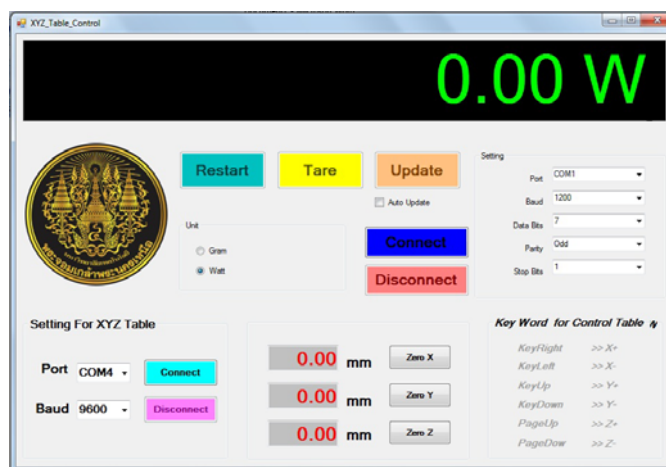 XYZ_Table_Control
0.00 W
Restart
Tare
Update
Auto Update
Unit
Gram
Watt
Connect
Disconnect
Setting
Port COM1
Baud 1200
Data Bits 7
Parity Odd
Stop Bits 1
Setting For XYZ Table
Port COM4 Connect
Baud 9600 Disconnect
0.00 mm Zero X
0.00 mm Zero Y
0.00 mm Zero Z
Key Word for Control Table
KeyRight >> X+
KeyLeft >> X-
KeyUp >> Y+
KeyDown >> Y-
PageUp >> Z+
PageDow >> Z-